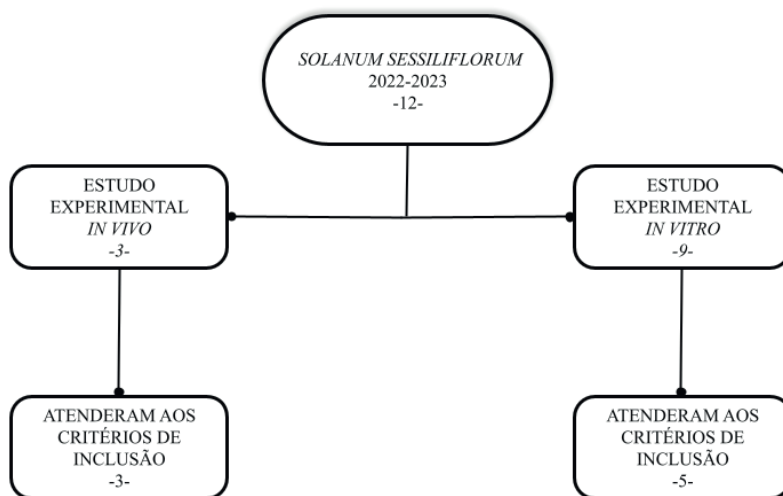 SOLANUM SESSILIFLORUM
2022-2023
-12-
ESTUDO
EXPERIMENTAL
IN VIVO
-3-
ESTUDO
EXPERIMENTAL
IN VITRO
-9-
ATENDERAM AOS
CRITÉRIOS DE
INCLUSÃO
-3-
ATENDERAM AOS
CRITÉRIOS DE
INCLUSÃO
-5-